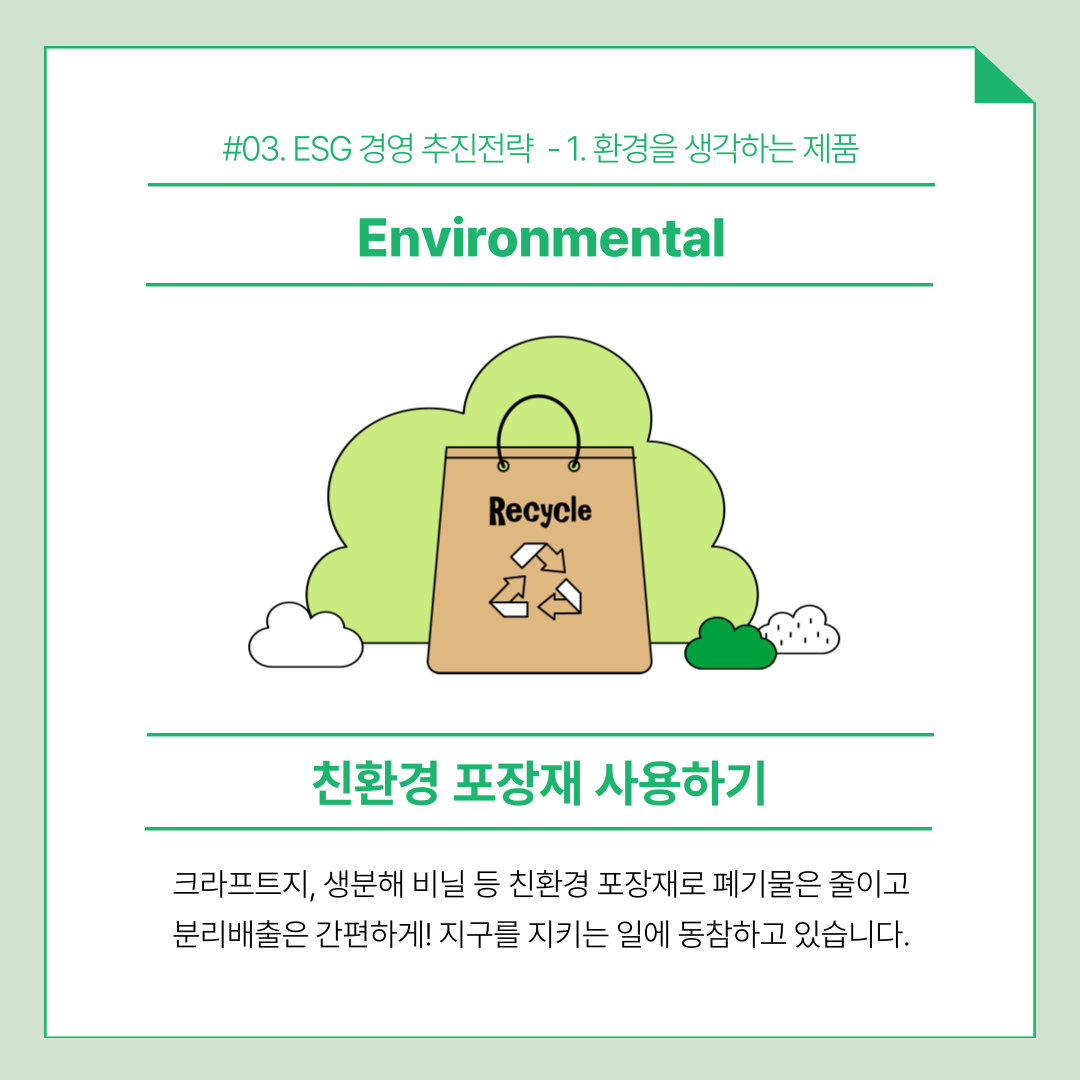 #03. ESG 경영 추진전략 - 1. 환경을 생각하는 제품
Environmental
Recycle
친환경 포장재 사용하기
크라프트지, 생분해 비닐 등 친환경 포장재로 폐기물은 줄이고
분리배출은 간편하게! 지구를 지키는 일에 동참하고 있습니다.